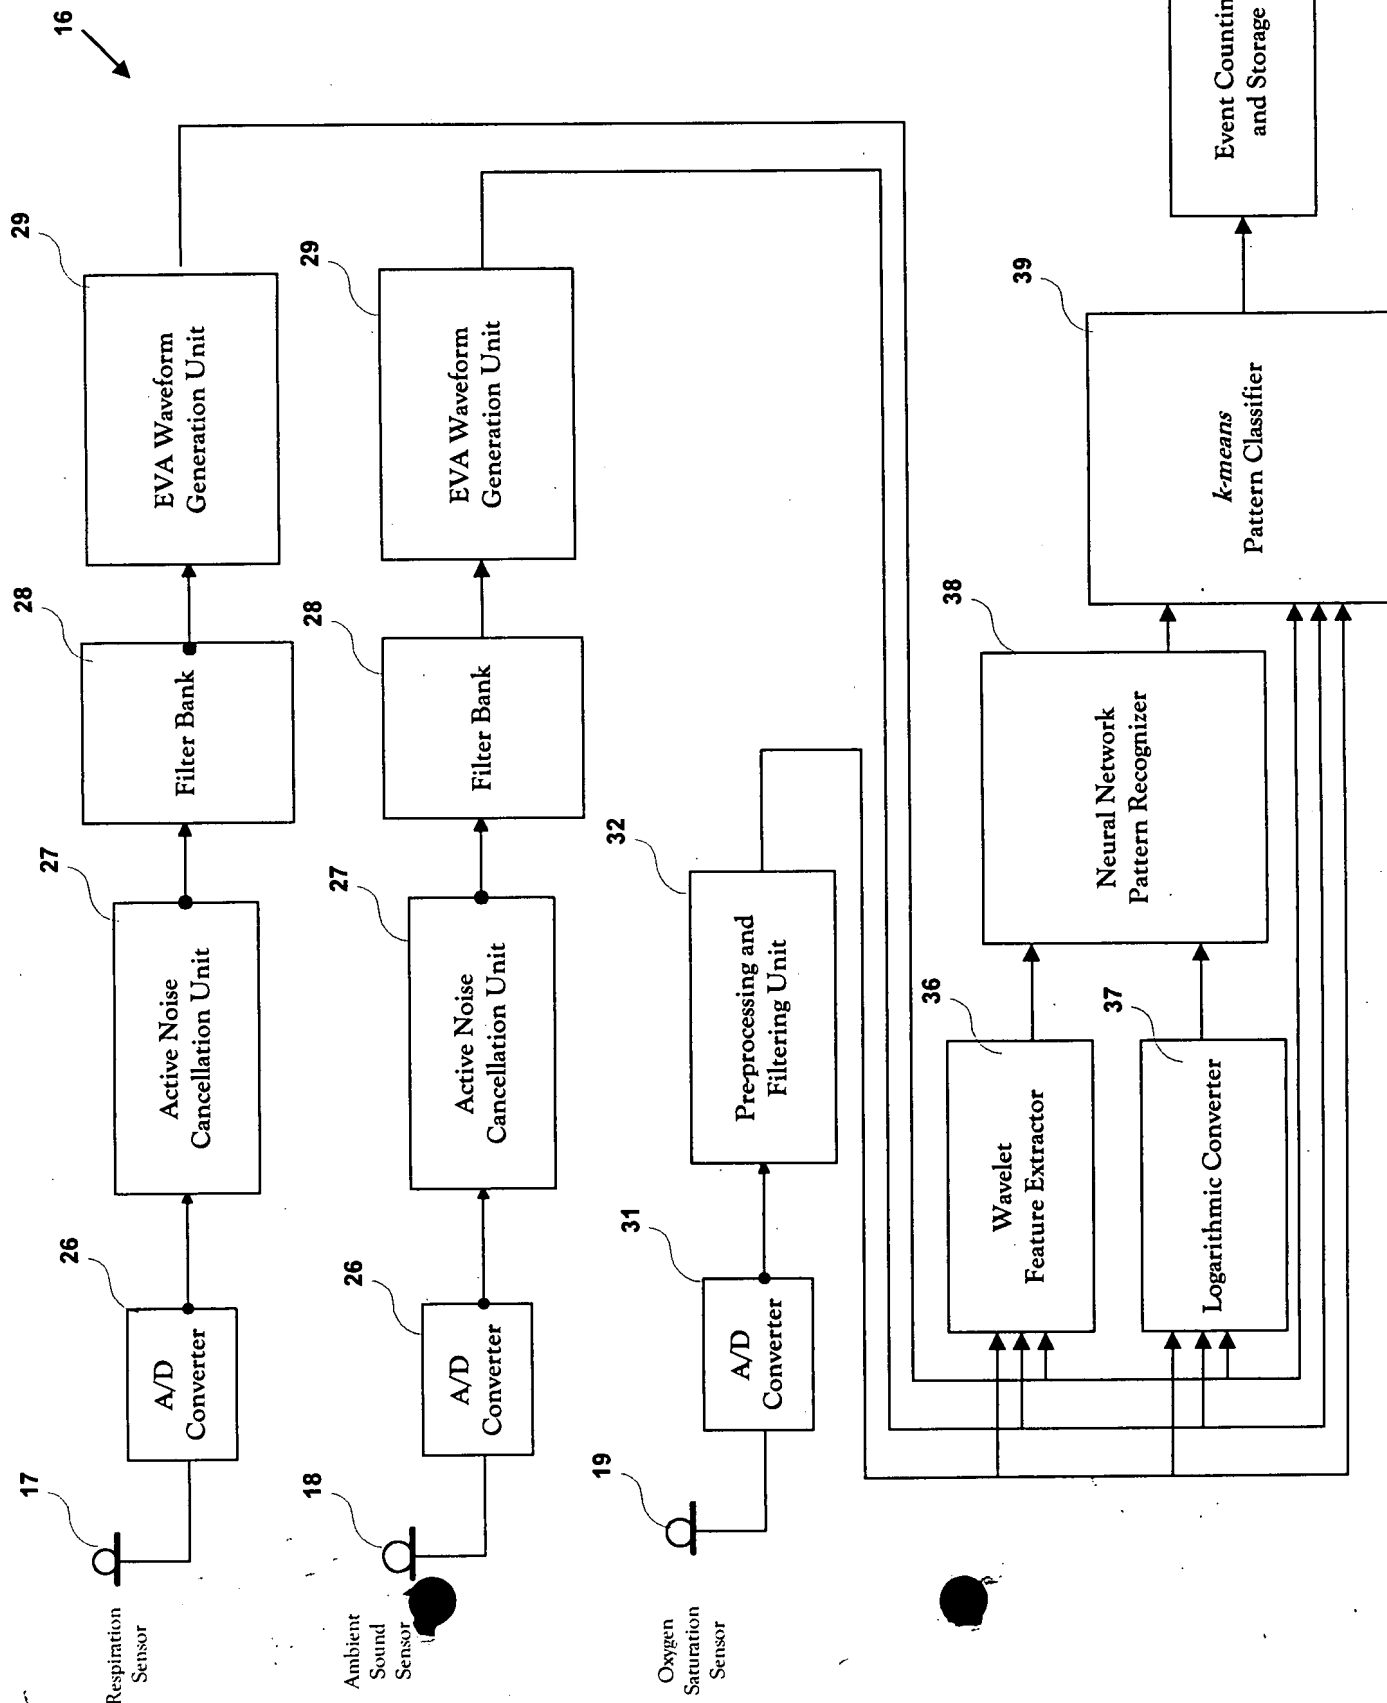 16
Respiration
Sensor
17
A/D
Converter
26
Active Noise
Cancellation Unit
27
Filter Bank
28
EVA Waveform
Generation Unit
29
Ambient
Sound
Sensor
18
A/D
Converter
26
Active Noise
Cancellation Unit
27
Filter Bank
28
EVA Waveform
Generation Unit
29
Oxygen
Saturation
Sensor
19
A/D
Converter
31
Pre-processing and
Filtering Unit
32
Wavelet
Feature Extractor
36
Logarithmic Converter
37
Neural Network
Pattern Recognizer
38
k-means
Pattern Classifier
39
Event Countin
and Storage